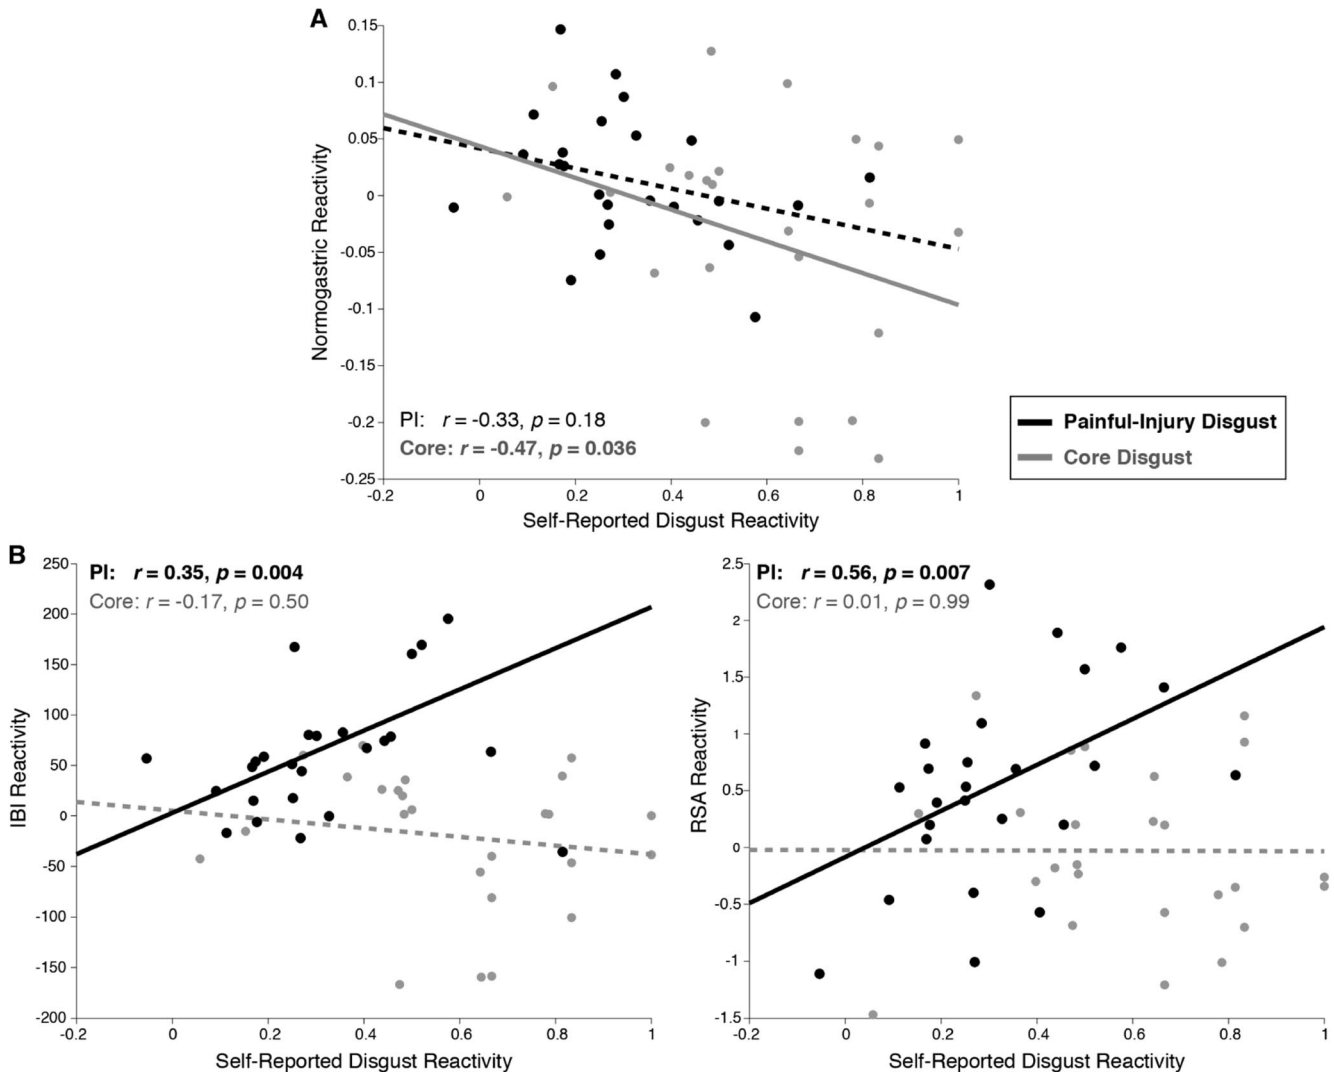 A
0.15
0.1
0.05
0
-0.05
-0.1
-0.15
-0.2
-0.25
Normogastric Reactivity
PI: r = -0.33, p = 0.18
Core: r = -0.47, p = 0.036
-0.2 0 0.2 0.4 0.6 0.8 1
Self-Reported Disgust Reactivity
Painful-Injury Disgust
Core Disgust
B
250
200
150
100
50
0
-50
-100
-150
-200
IBI Reactivity
PI: r = 0.35, p = 0.004
Core: r = -0.17, p = 0.50
-0.2 0 0.2 0.4 0.6 0.8 1
Self-Reported Disgust Reactivity
2.5
2
1.5
1
0.5
0
-0.5
-1
-1.5
RSA Reactivity
PI: r = 0.56, p = 0.007
Core: r = 0.01, p = 0.99
-0.2 0 0.2 0.4 0.6 0.8 1
Self-Reported Disgust Reactivity